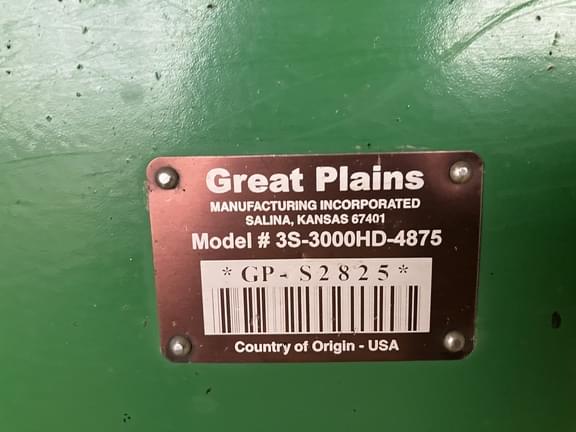 Great Plains
MANUFACTURING INCORPORATED
SALINA, KANSAS 67401
Model # 3S-3000HD-4875
*GP-S2825*
Country of Origin - USA